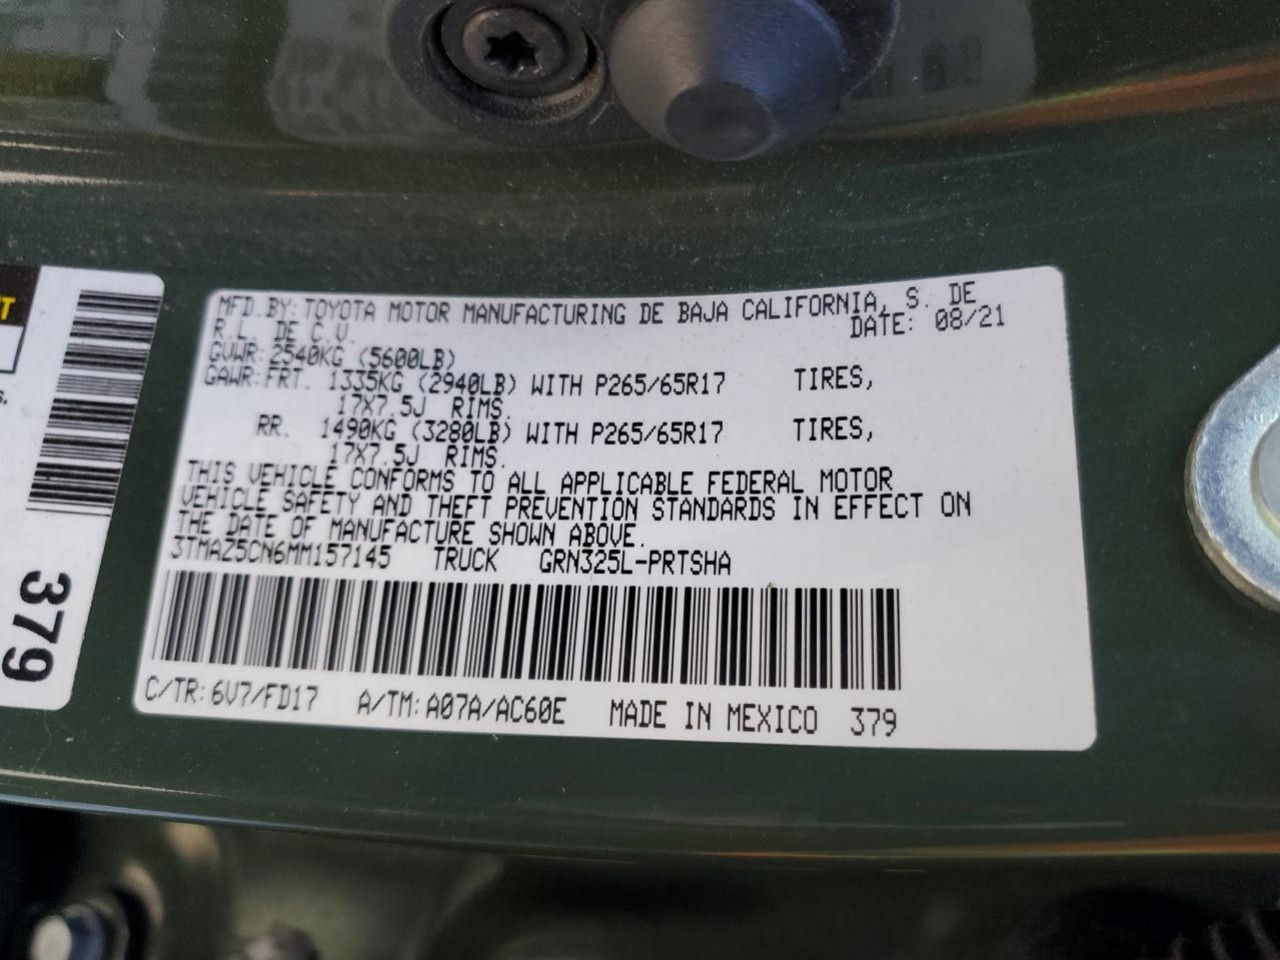 MFD.BY: TOYOTA MOTOR MANUFACTURING DE BAJA CALIFORNIA, S. DE
R.L. DE C.V. DATE: 08/21
GVWR: 2540KG (5600LB)
GAWR: FRT. 1335KG (2940LB) WITH P265/65R17 TIRES,
17X7.5J RIMS.
RR. 1490KG (3280LB) WITH P265/65R17 TIRES,
17X7.5J RIMS.
THIS VEHICLE CONFORMS TO ALL APPLICABLE FEDERAL MOTOR
VEHICLE SAFETY AND THEFT PREVENTION STANDARDS IN EFFECT ON
THE DATE OF MANUFACTURE SHOWN ABOVE.
3TMAZ5CN6MM157145 TRUCK GRN325L-PRTSHA
C/TR: 6V7/FD17 A/TM: A07A/AC60E MADE IN MEXICO 379
379